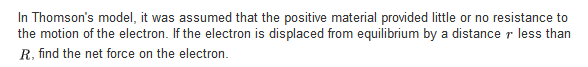 In Thomson's model, it was assumed that the positive material provided little or no resistance to
the motion of the electron. If the electron is displaced from equilibrium by a distance r less than
R, find the net force on the electron.